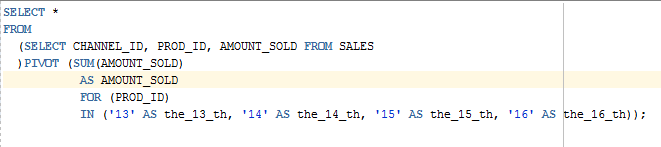 SELECT *
FROM
(SELECT CHANNEL_ID, PROD_ID, AMOUNT_SOLD FROM SALES
)PIVOT (SUM(AMOUNT_SOLD)
AS AMOUNT_SOLD
FOR (PROD_ID)
IN ('13' AS the_13_th, '14' AS the_14_th, '15' AS the_15_th, '16' AS the_16_th));